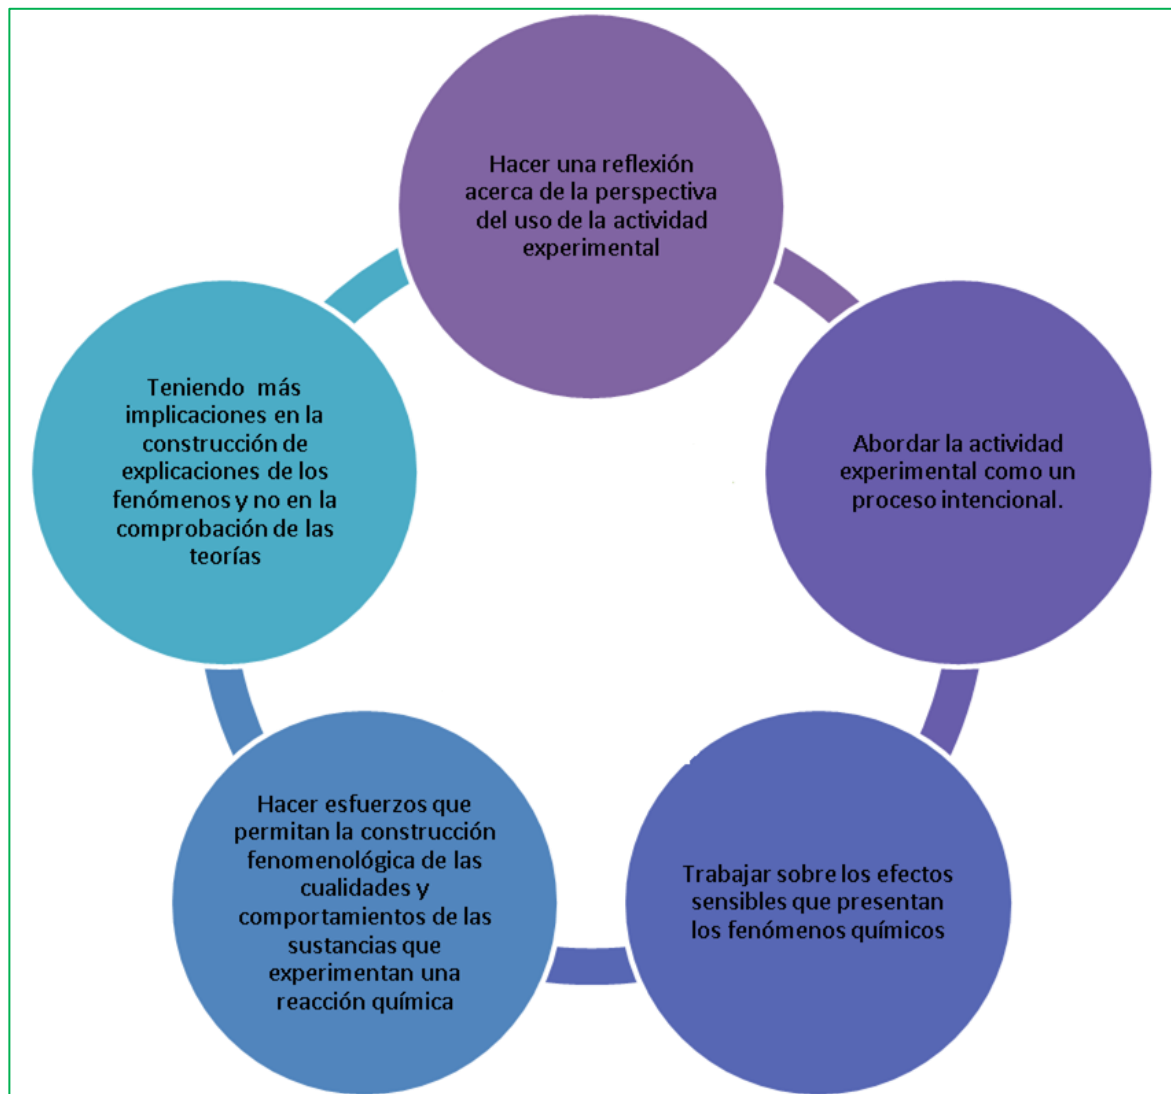 Hacer una reflexión
acerca de la perspectiva
del uso de la actividad
experimental
Abordar la actividad
experimental como un
proceso intencional.
Trabajar sobre los efectos
sensibles que presentan
los fenómenos químicos
Hacer esfuerzos que
permitan la construcción
fenomenológica de las
cualidades y
comportamientos de las
sustancias que
experimentan una
reacción química
Teniendo más
implicaciones en la
construcción de
explicaciones de los
fenómenos y no en la
comprobación de las
teorías